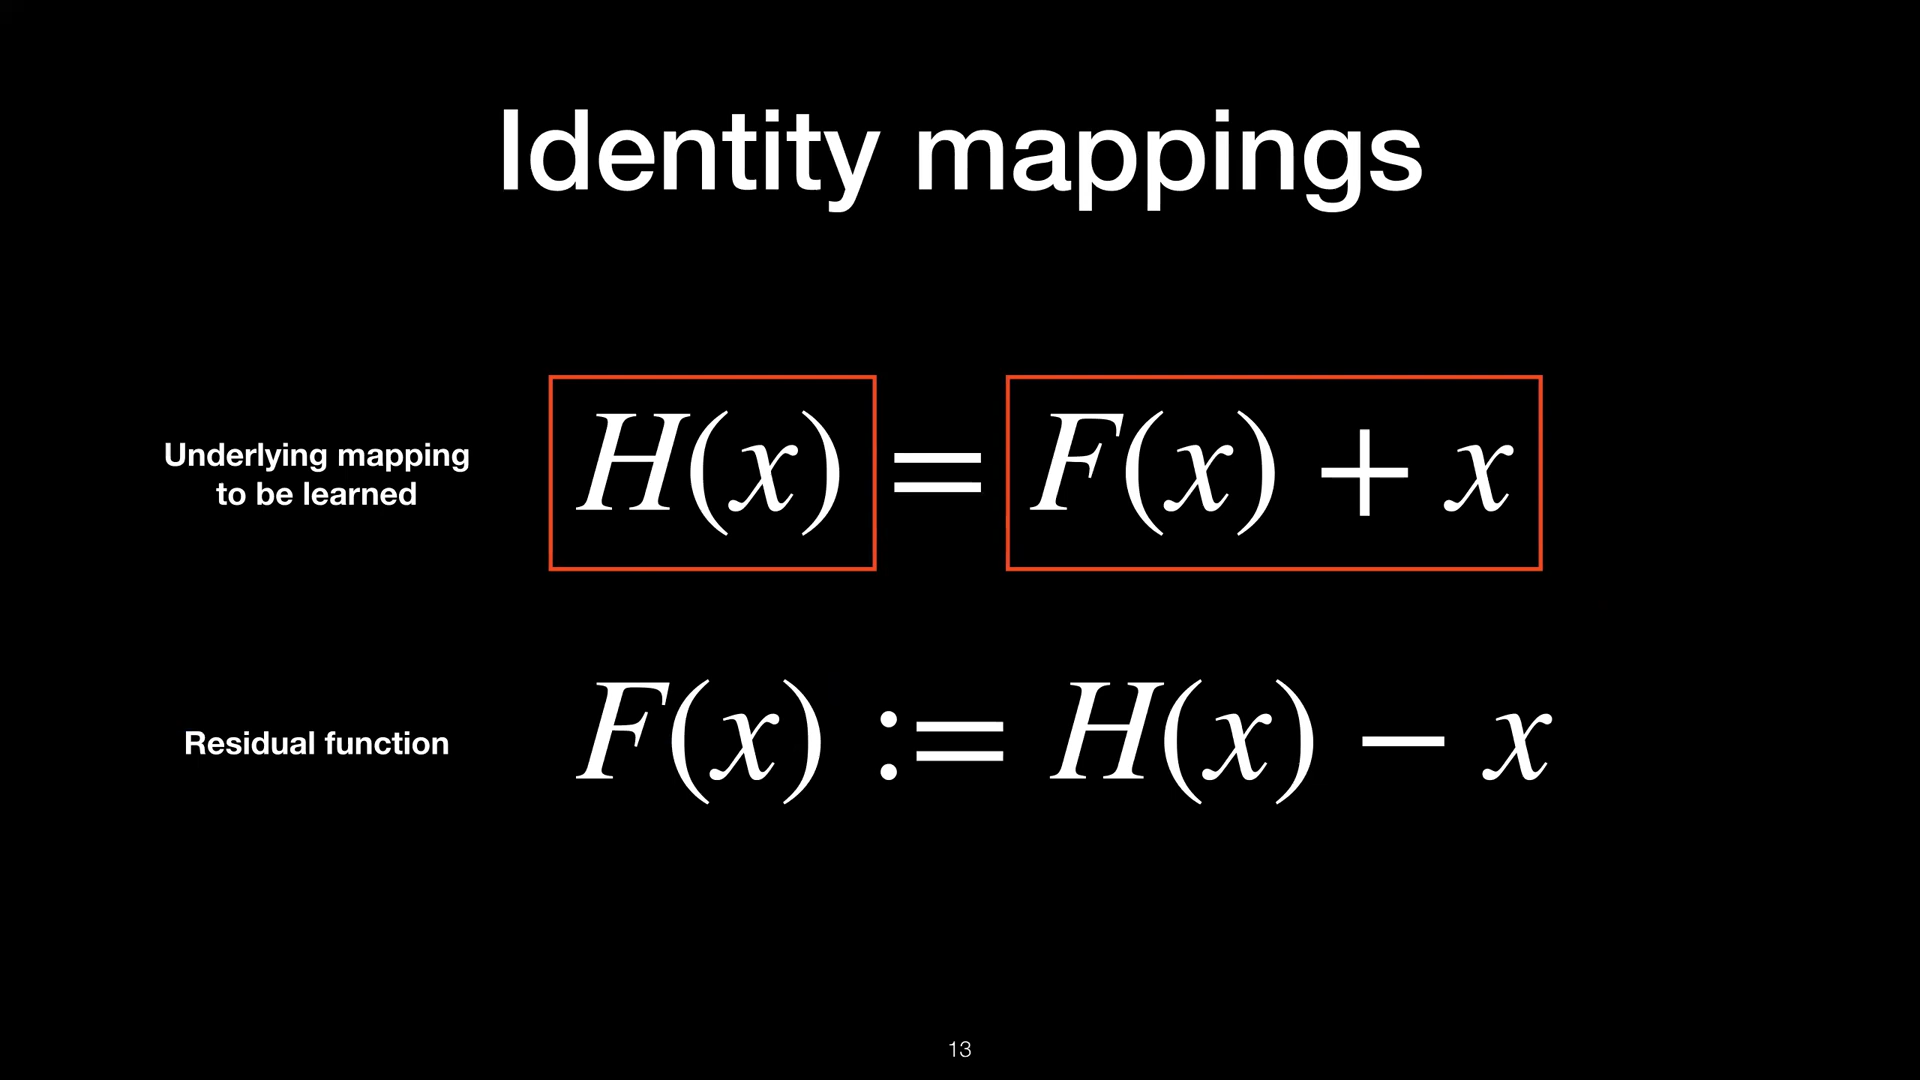 Identity mappings
Underlying mapping
to be learned
H(x) = F(x) + x
Residual function
F(x) := H(x) − x
13